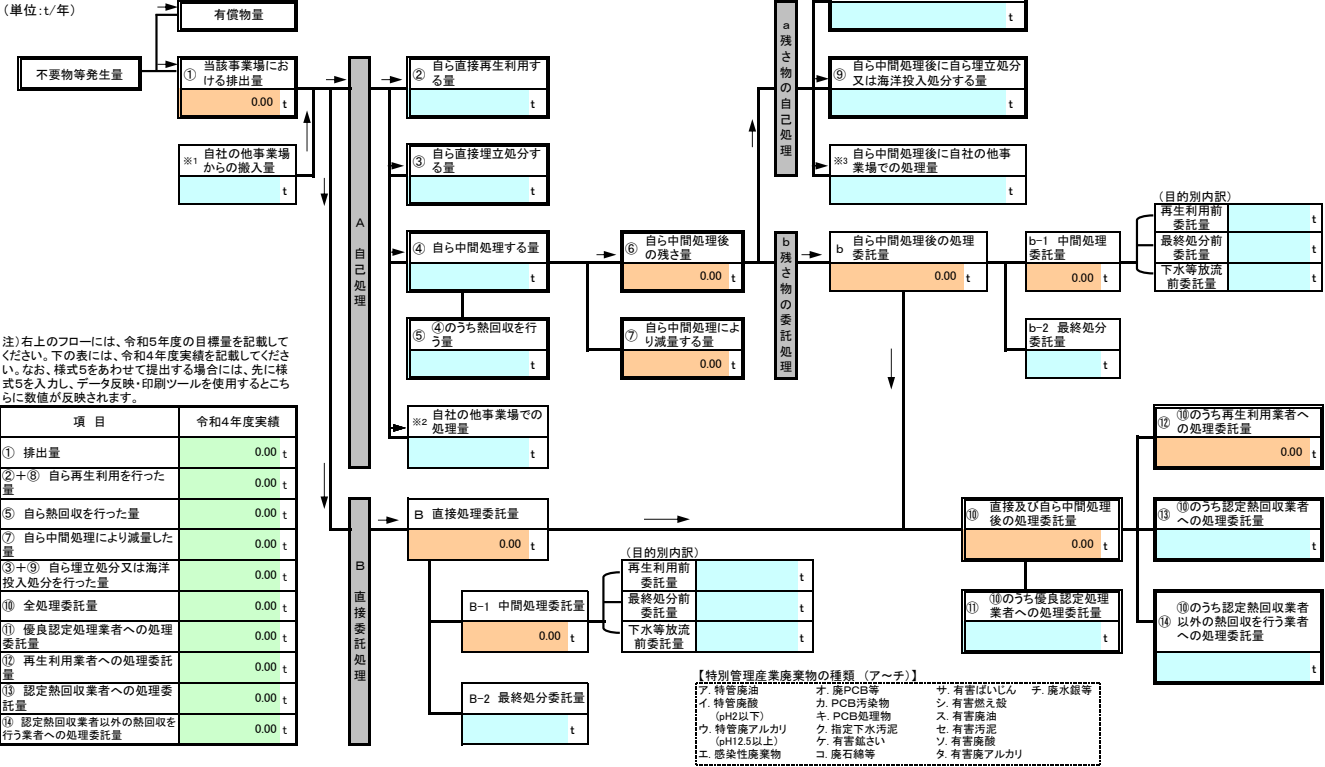 (単位:t/年)
有償物量
t
不要物等発生量
① 当該事業場にお
ける排出量
0.00 t
※1 自社の他事業場
からの搬入量
t
A 自己処理
② 自ら直接再生利用す
る量
t
③ 自ら直接埋立処分す
る量
t
④ 自ら中間処理する量
t
⑤ ④のうち熱回収を行
う量
t
※2 自社の他事業場での
処理量
t
⑥ 自ら中間処理後
の残さ量
0.00 t
⑦ 自ら中間処理によ
り減量する量
0.00 t
a 残さ物の自己処理
⑨ 自ら中間処理後に自ら埋立処分
又は海洋投入処分する量
t
※3 自ら中間処理後に自社の他事
業場での処理量
t
b 残さ物の委託処理
b 自ら中間処理後の処理
委託量
0.00 t
b-1 中間処理
委託量
0.00 t
(目的別内訳)
再生利用前
委託量
t
最終処分前
委託量
t
下水等放流
前委託量
t
b-2 最終処分
委託量
t
注)右上のフローには、令和5年度の目標量を記載して
ください。下の表には、令和4年度実績を記載してくださ
い。なお、様式5をあわせて提出する場合には、先に様
式5を入力し、データ反映・印刷ツールを使用するとこち
らに数値が反映されます。
項 目 令和4年度実績
① 排出量 0.00 t
②+⑧ 自ら再生利用を行った
量 0.00 t
⑤ 自ら熱回収を行った量 0.00 t
⑦ 自ら中間処理により減量した
量 0.00 t
③+⑨ 自ら埋立処分又は海洋
投入処分を行った量 0.00 t
⑩ 全処理委託量 0.00 t
⑪ 優良認定処理業者への処理
委託量 0.00 t
⑫ 再生利用業者への処理委託
量 0.00 t
⑬ 認定熱回収業者への処理委
託量 0.00 t
⑭ 認定熱回収業者以外の熱回収を
行う業者への処理委託量 0.00 t
B 直接委託処理
B 直接処理委託量
0.00 t
B-1 中間処理委託量
0.00 t
(目的別内訳)
再生利用前
委託量
t
最終処分前
委託量
t
下水等放流
前委託量
t
B-2 最終処分委託量
t
⑩ 直接及び自ら中間処理
後の処理委託量
0.00 t
⑪ ⑩のうち優良認定処理
業者への処理委託量
t
⑫ ⑩のうち再生利用業者へ
の処理委託量
0.00 t
⑬ ⑩のうち認定熱回収業者
への処理委託量
t
⑭ ⑩のうち認定熱回収業者
以外の熱回収を行う業者
への処理委託量
t
【特別管理産業廃棄物の種類 (ア~チ)】
ア. 特管廃油 オ. 廃PCB等 サ. 有害ばいじん チ. 廃水銀等
イ. 特管廃酸 カ. PCB汚染物 シ. 有害燃え殻
(pH2以下) キ. PCB処理物 ス. 有害廃油
ウ. 特管廃アルカリ ク. 指定下水汚泥 セ. 有害汚泥
(pH12.5以上) ケ. 有害鉱さい ソ. 有害廃酸
エ. 感染性廃棄物 コ. 廃石綿等 タ. 有害廃アルカリ